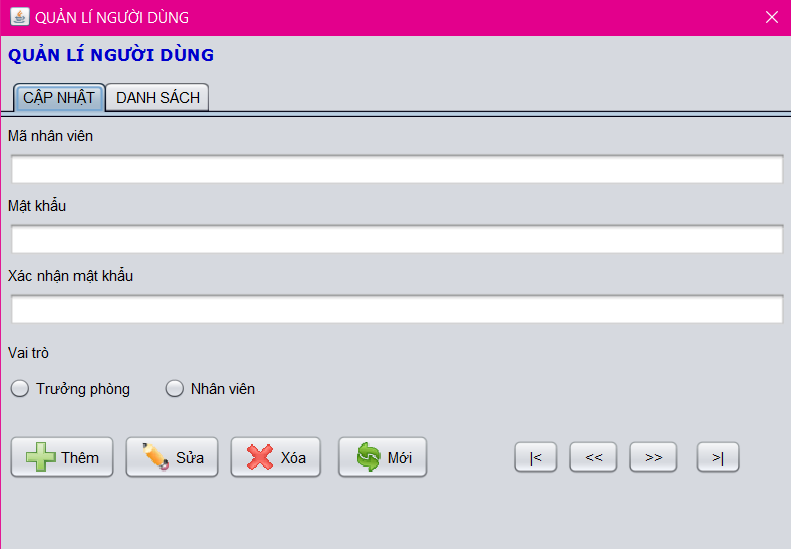 QUẢN LÍ NGƯỜI DÙNG
QUẢN LÍ NGƯỜI DÙNG
CẬP NHẬT DANH SÁCH
Mã nhân viên
Mật khẩu
Xác nhận mật khẩu
Vai trò
Trưởng phòng Nhân viên
Thêm Sửa Xóa Mới |< << >> >|